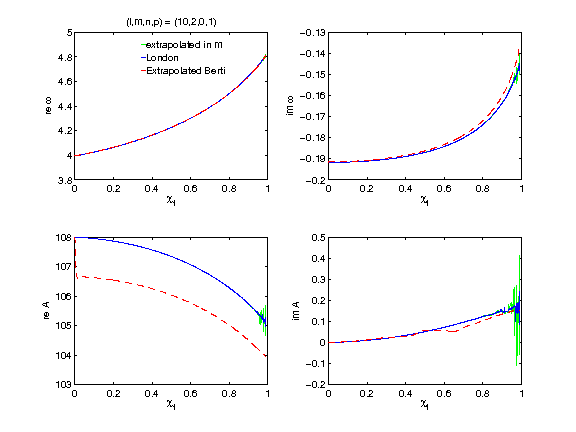 (l,m,n,p) = (10,2,0,1)
5
4.8
4.6
4.4
4.2
4
3.8
re ω
extrapolated in m
London
Extrapolated Berti
0 0.2 0.4 0.6 0.8 1
χf
−0.13
−0.14
−0.15
−0.16
−0.17
−0.18
−0.19
−0.2
im ω
0 0.2 0.4 0.6 0.8 1
χf
108
107
106
105
104
103
re A
0 0.2 0.4 0.6 0.8 1
χf
0.5
0.4
0.3
0.2
0.1
0
−0.1
−0.2
im A
0 0.2 0.4 0.6 0.8 1
χf